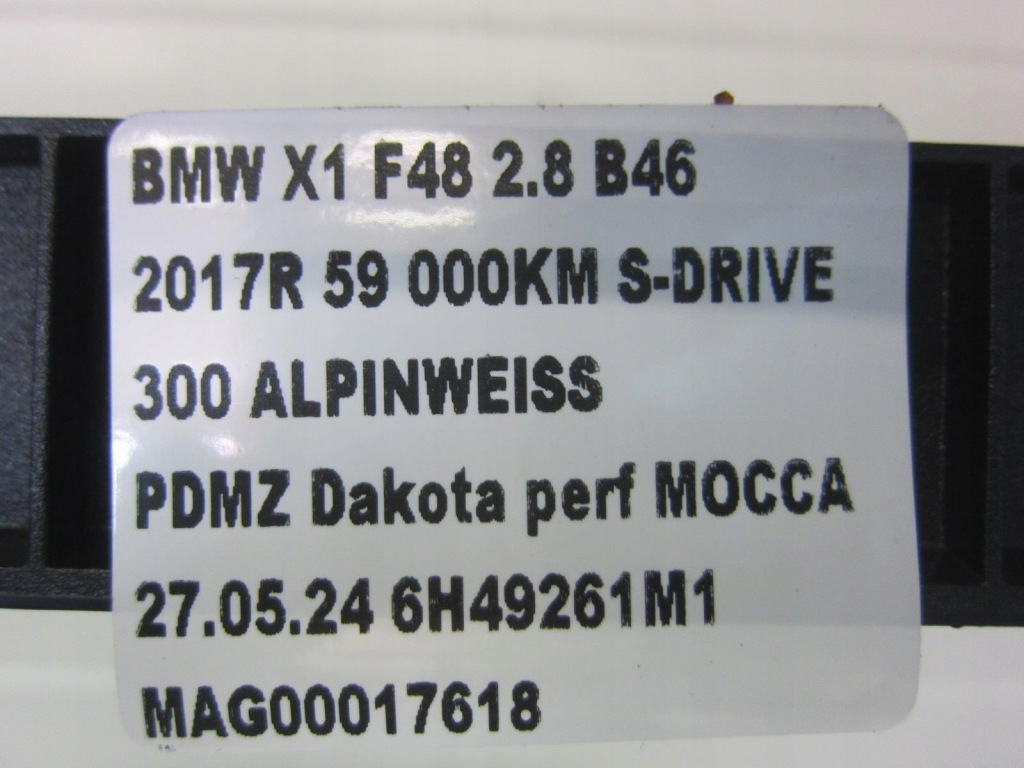 BMW X1 F48 2.8 B46
2017R 59 000KM S-DRIVE
300 ALPINWEISS
PDMZ Dakota perf MOCCA
27.05.24 6H49261M1
MAG00017618